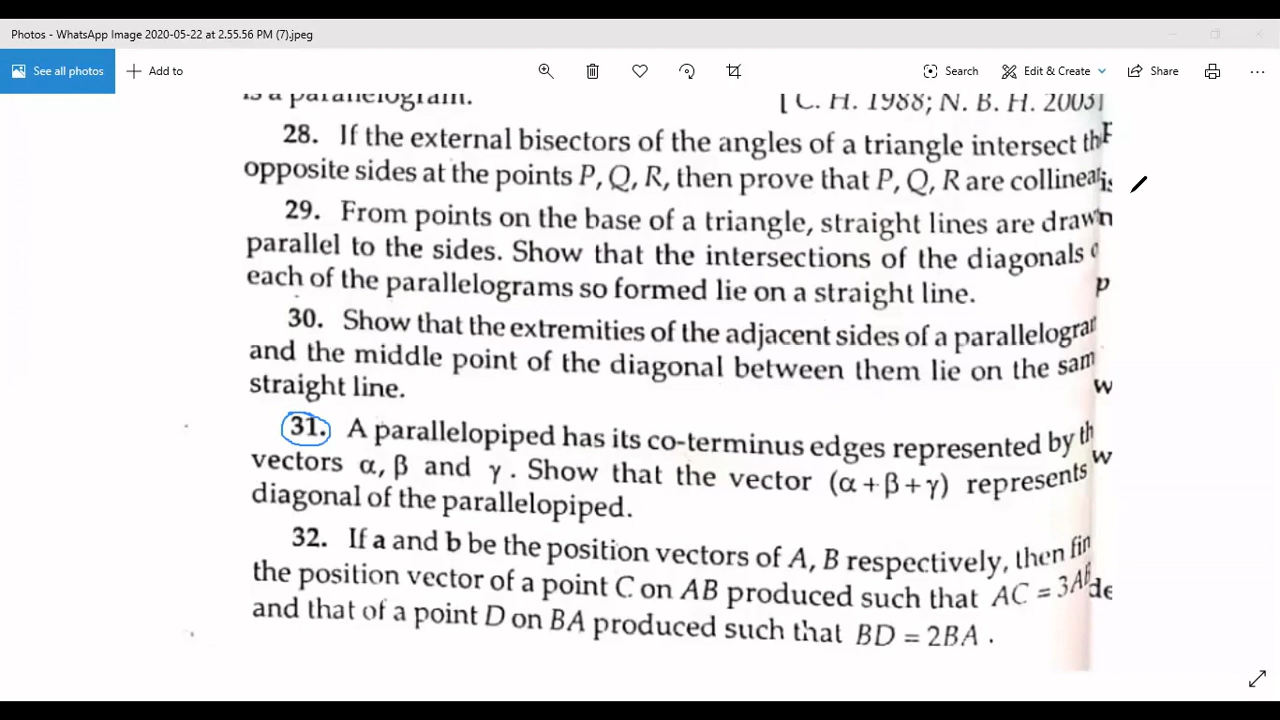 Photos - WhatsApp Image 2020-05-22 at 2.55.56 PM (7).jpeg
See all photos Add to Search Edit & Create Share
is a parallelogram. [ C. H. 1988; N. B. H. 2003]
28. If the external bisectors of the angles of a triangle intersect
opposite sides at the points P, Q, R, then prove that P, Q, R are collinear
29. From points on the base of a triangle, straight lines are drawn
parallel to the sides. Show that the intersections of the diagonals
each of the parallelograms so formed lie on a straight line.
p
30. Show that the extremities of the adjacent sides of a
and the middle point of the diagonal between them lie on the
straight line.
w
31. A parallelopiped has its co-terminus edges represented by
vectors α, β and γ. Show that the vector (α+β+γ) represents
w
diagonal of the parallelopiped.
32. If a and b be the position vectors of A, B respectively, then
the position vector of a point C on AB produced such that AC = 3AB
de
and that of a point D on BA produced such that BD = 2BA .